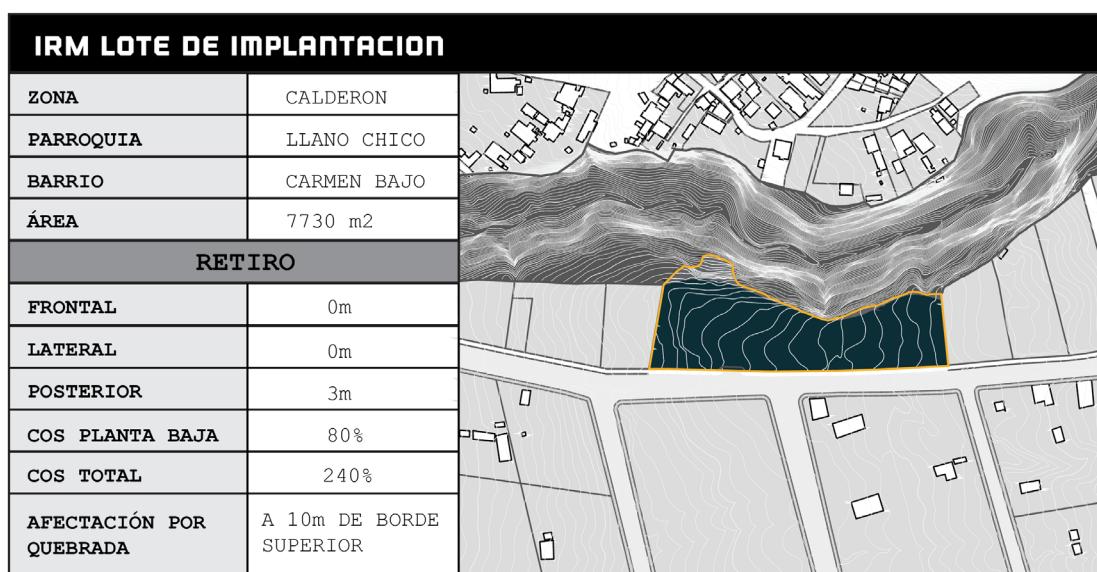 IRM LOTE DE IMPLANTACION
ZONA CALDERON
PARROQUIA LLANO CHICO
BARRIO CARMEN BAJO
ÁREA 7730 m2
RETIRO
FRONTAL 0m
LATERAL 0m
POSTERIOR 3m
COS PLANTA BAJA 80%
COS TOTAL 240%
AFECTACIÓN POR QUEBRADA
A 10m DE BORDE SUPERIOR